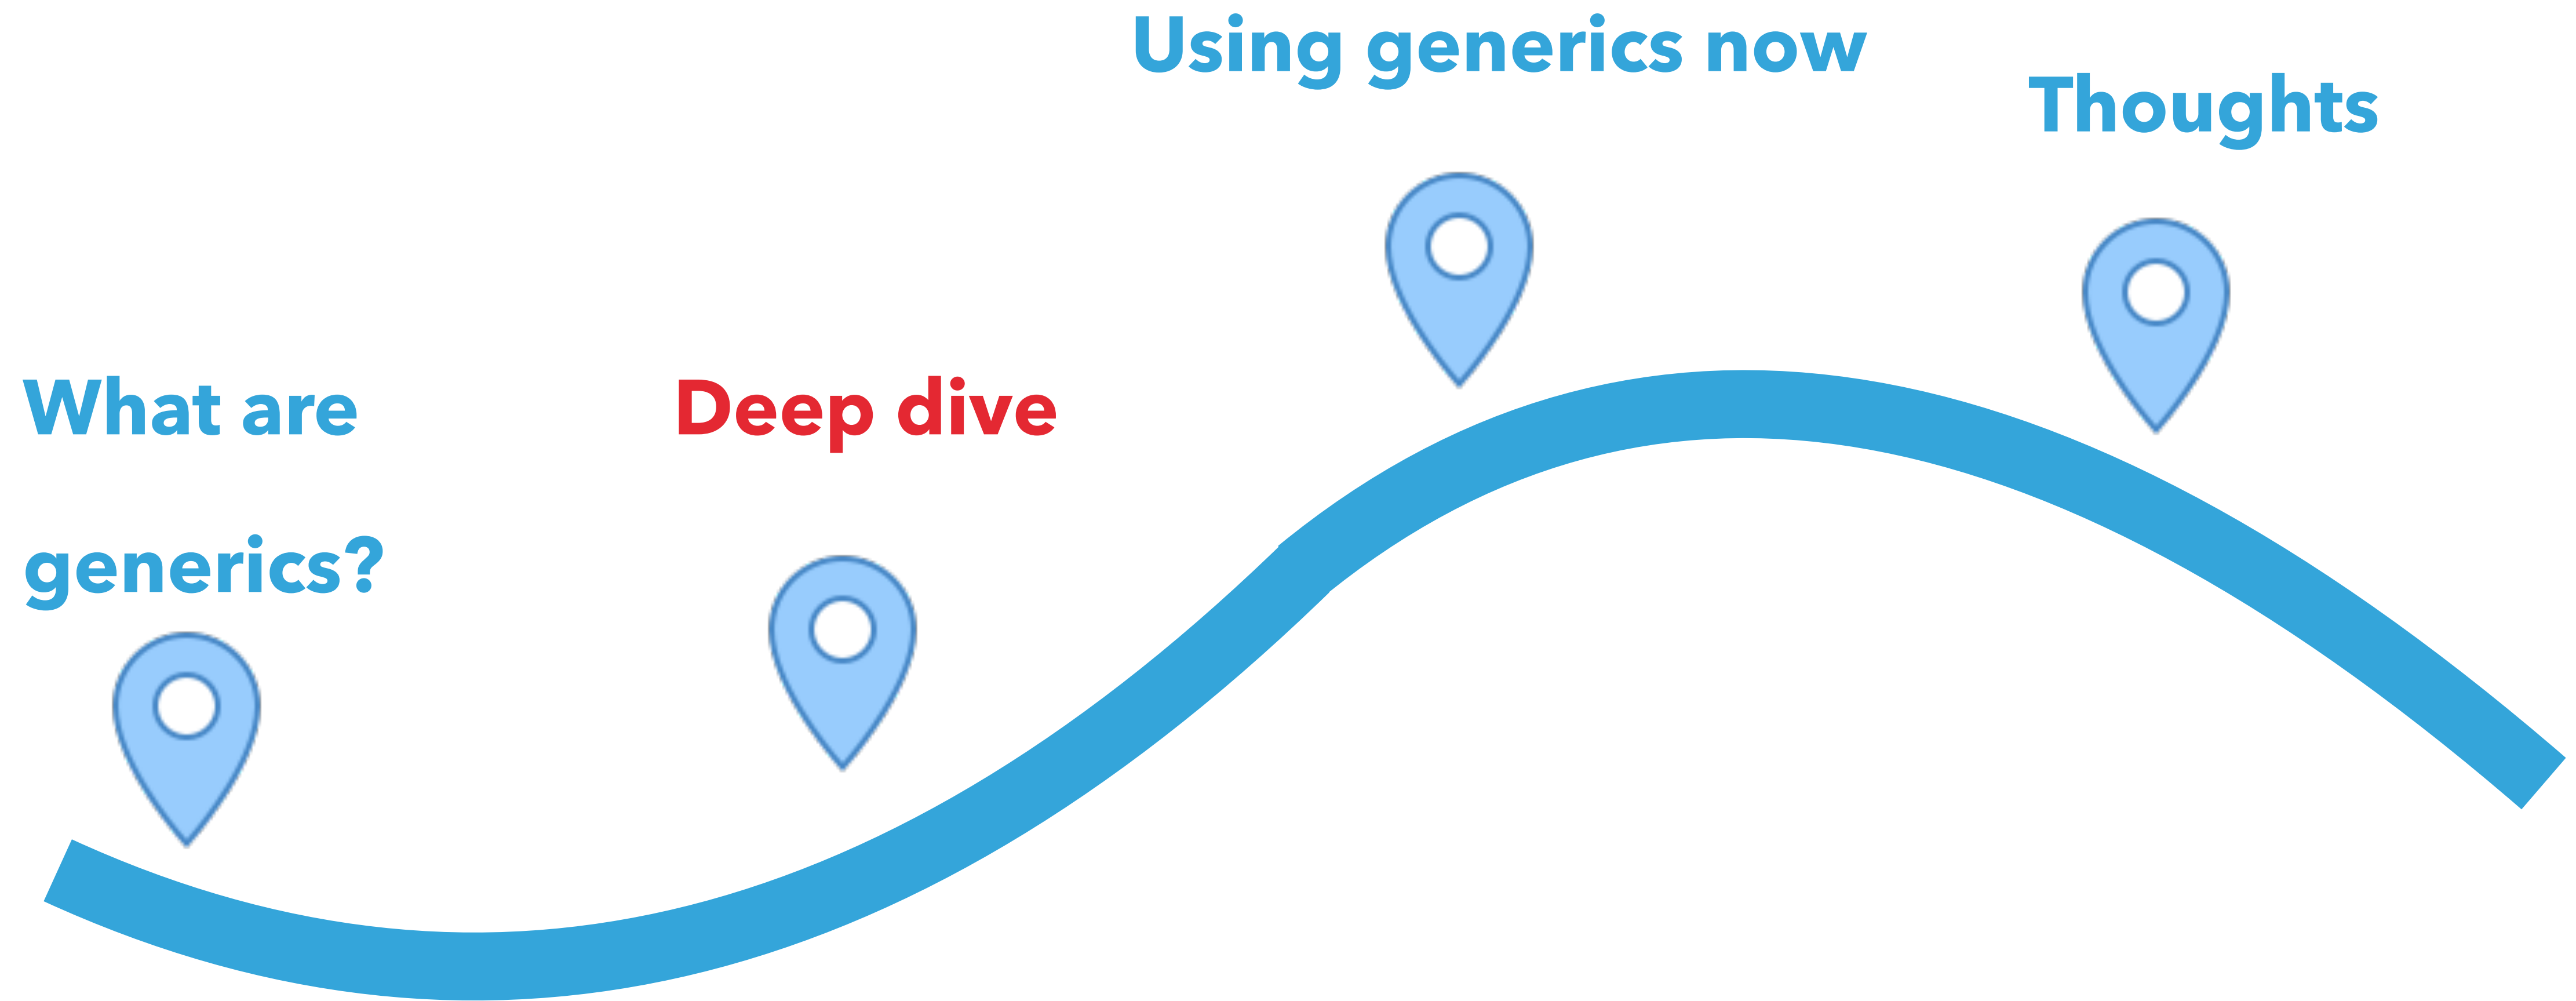 What are
generics?
Deep dive
Using generics now
Thoughts